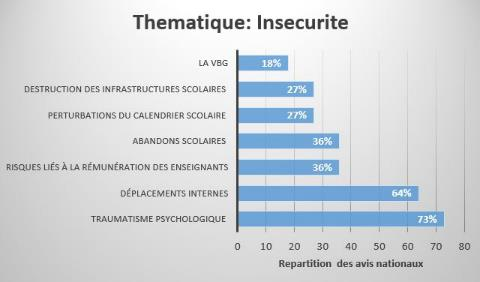 Thematique: Insecurite
LA VBG
18%
DESTRUCTION DES INFRASTRUCTURES SCOLAIRES
27%
PERTURBATIONS DU CALENDRIER SCOLAIRE
27%
ABANDONS SCOLAIRES
36%
RISQUES LIÉS À LA RÉMUNÉRATION DES ENSEIGNANTS
36%
DÉPLACEMENTS INTERNES
64%
TRAUMATISME PSYCHOLOGIQUE
73%
0 10 20 30 40 50 60 70 80
Repartition des avis nationaux